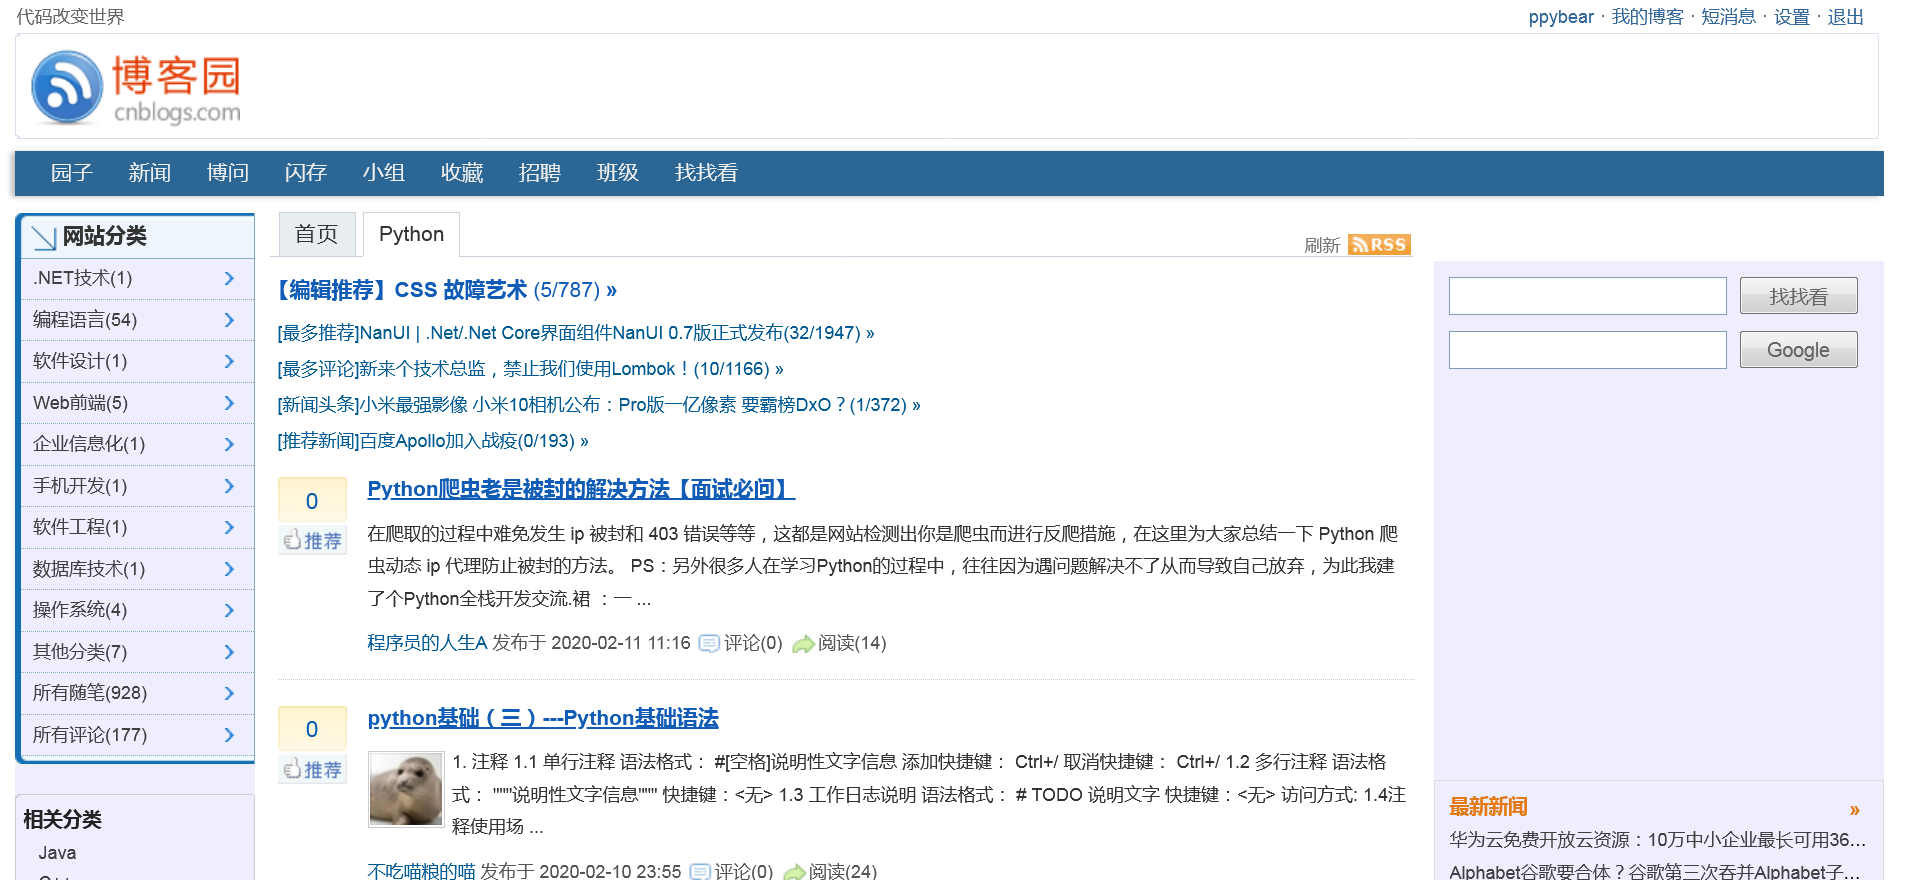 代码改变世界
ppybear · 我的博客 · 短消息 · 设置 · 退出
博客园
cnblogs.com
园子 新闻 博问 闪存 小组 收藏 招聘 班级 找找看
网站分类
.NET技术(1)
编程语言(54)
软件设计(1)
Web前端(5)
企业信息化(1)
手机开发(1)
软件工程(1)
数据库技术(1)
操作系统(4)
其他分类(7)
所有随笔(928)
所有评论(177)
相关分类
Java
首页 Python
刷新 RSS
【编辑推荐】CSS 故障艺术 (5/787) »
[最多推荐]NanUI | .Net/.Net Core界面组件NanUI 0.7版正式发布(32/1947) »
[最多评论]新来个技术总监，禁止我们使用Lombok！(10/1166) »
[新闻头条]小米最强影像 小米10相机公布：Pro版一亿像素 要霸榜DxO？(1/372) »
[推荐新闻]百度Apollo加入战疫(0/193) »
0
推荐
Python爬虫老是被封的解决方法【面试必问】
在爬取的过程中难免发生 ip 被封和 403 错误等等，这都是网站检测出你是爬虫而进行反爬措施，在这里为大家总结一下 Python 爬
虫动态 ip 代理防止被封的方法。 PS：另外很多人在学习Python的过程中，往往因为遇问题解决不了从而导致自己放弃，为此我建
了个Python全栈开发交流.裙 ：一 ...
程序员的人生A 发布于 2020-02-11 11:16 评论(0) 阅读(14)
0
推荐
python基础（三）---Python基础语法
1. 注释 1.1 单行注释 语法格式： #[空格]说明性文字信息 添加快捷键： Ctrl+/ 取消快捷键： Ctrl+/ 1.2 多行注释 语法格
式： """说明性文字信息""" 快捷键：<无> 1.3 工作日志说明 语法格式： # TODO 说明文字 快捷键：<无> 访问方式: 1.4注
释使用场 ...
不吃喵粮的喵 发布于 2020-02-10 23:55 评论(0) 阅读(24)
找找看
Google
最新新闻 »
华为云免费开放云资源：10万中小企业最长可用36...
Alphabet谷歌要合体？谷歌第三次吞并Alphabet子...